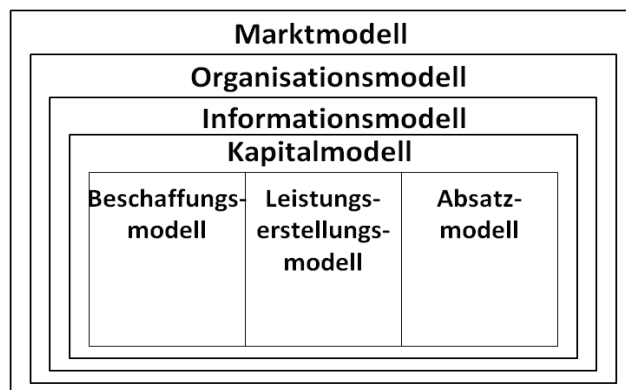 Marktmodell
Organisationsmodell
Informationsmodell
Kapitalmodell
Beschaffungs-
modell
Leistungs-
erstellungs-
modell
Absatz-
modell